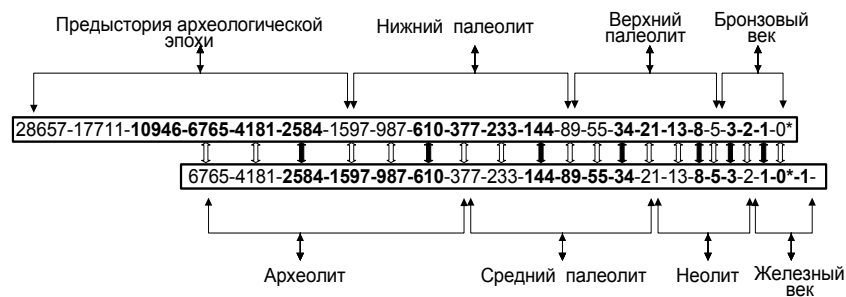 Предыстория археологической
эпохи
Нижний палеолит
Верхний
палеолит
Бронзовый
век
28657-17711-10946-6765-4181-2584-1597-987-610-377-233-144-89-55-34-21-13-8-5-3-2-1-0*
6765-4181-2584-1597-987-610-377-233-144-89-55-34-21-13-8-5-3-2-1-0*-1-
Археолит
Средний палеолит
Неолит
Железный
век